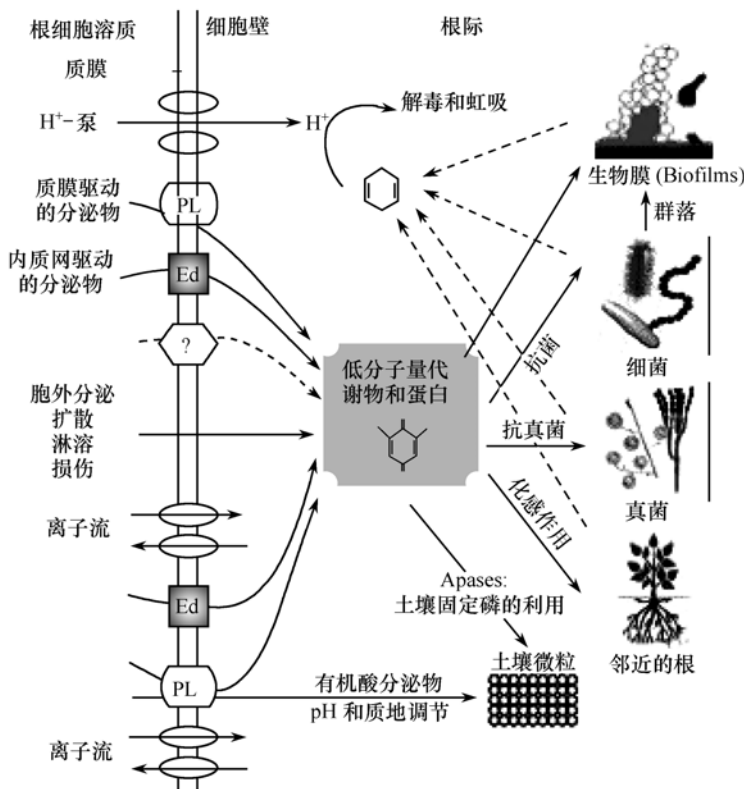 根细胞溶质
细胞壁
根际
质膜
H⁺−泵
H⁺
解毒和虹吸
生物膜 (Biofilms)
群落
质膜驱动
的分泌物
PL
内质网驱动
的分泌物
Ed
?
低分子量代
谢物和蛋白
抗菌
细菌
胞外分泌
扩散
淋溶
损伤
抗真菌
真菌
化感作用
离子流
Apases:
土壤固定磷的利用
Ed
邻近的根
土壤微粒
PL
有机酸分泌物
pH 和质地调节
离子流